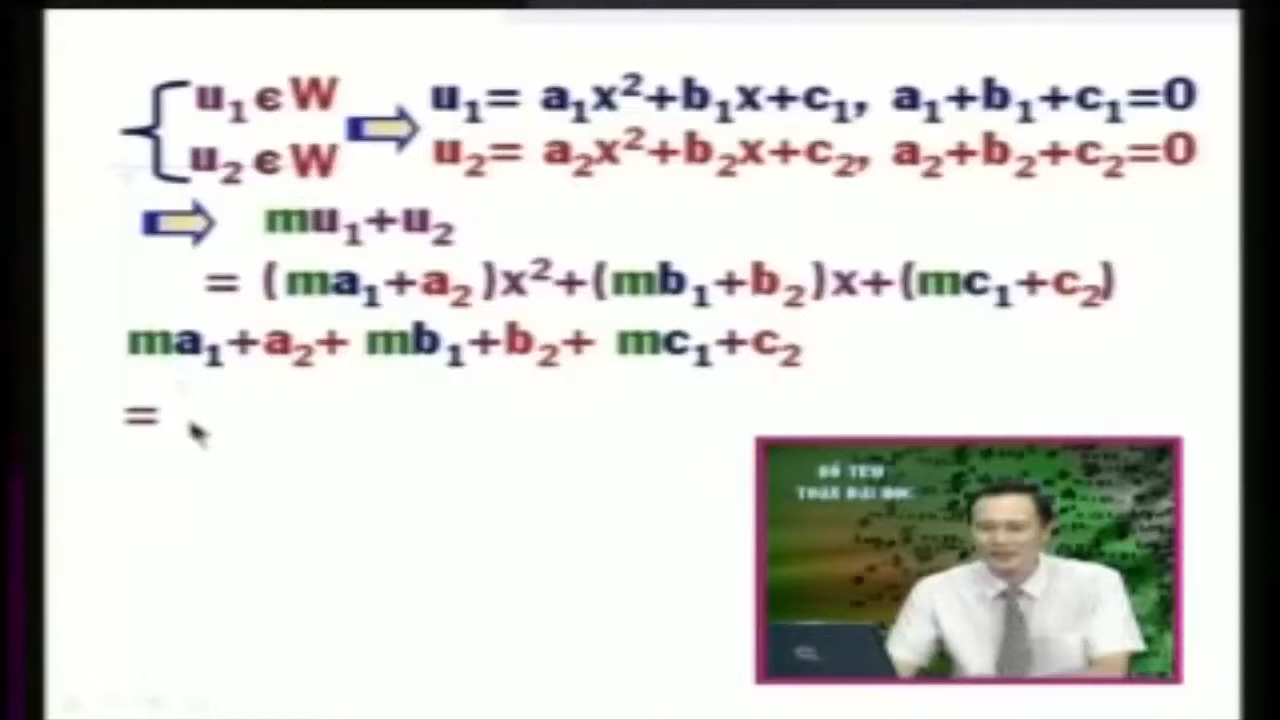 u₁ ϵ W ⇒ u₁= a₁x²+b₁x+c₁, a₁+b₁+c₁=0
u₂ ϵ W u₂= a₂x²+b₂x+c₂, a₂+b₂+c₂=0
⇒ mu₁+u₂
= (ma₁+a₂)x²+(mb₁+b₂)x+(mc₁+c₂)
ma₁+a₂+ mb₁+b₂+ mc₁+c₂
=